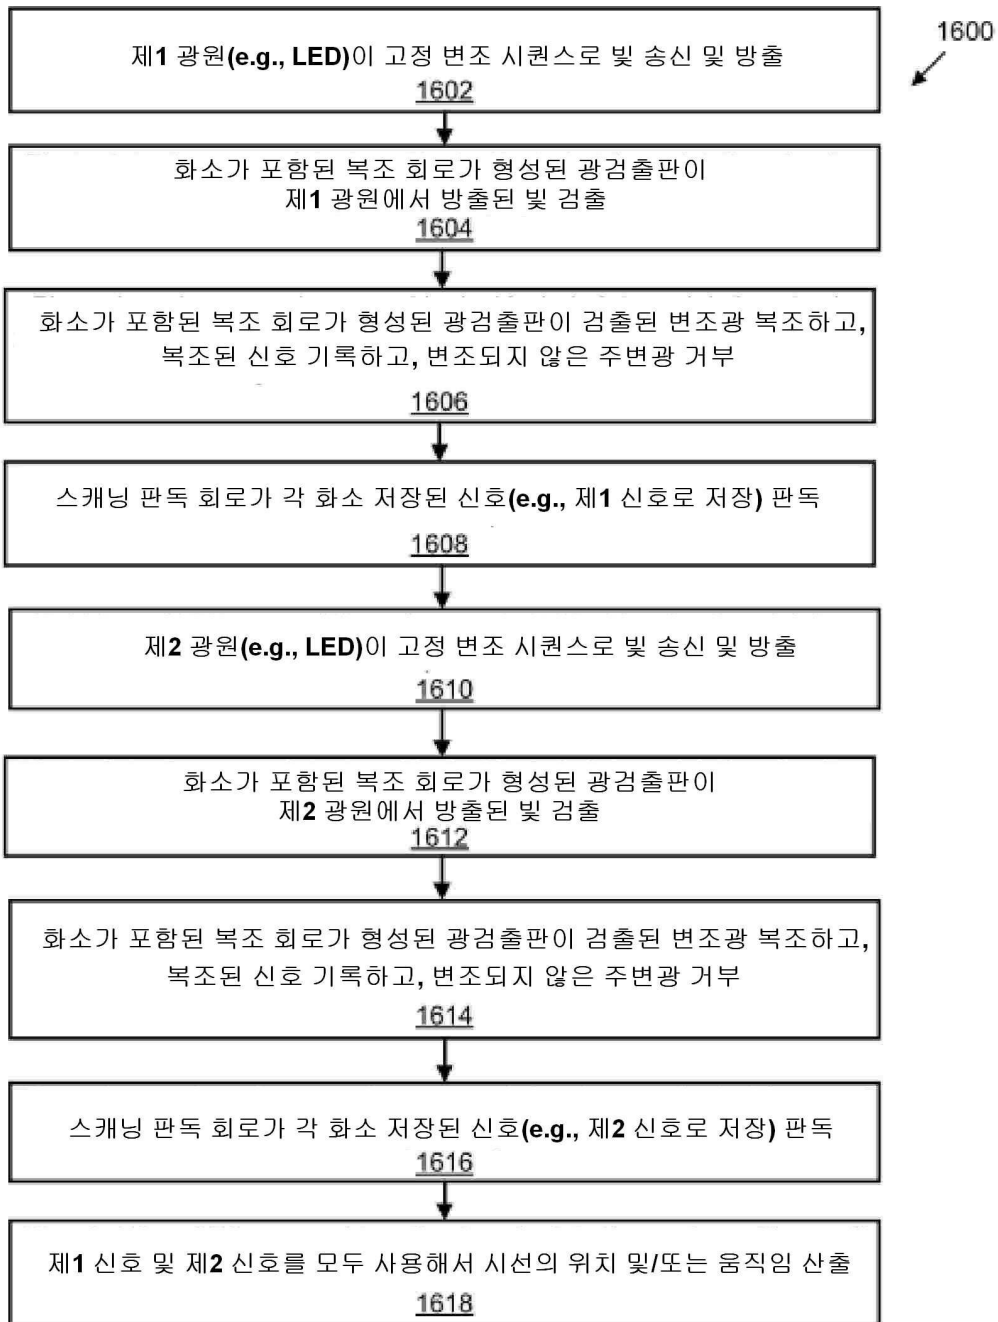 1600
제1 광원(e.g., LED)이 고정 변조 시퀀스로 빛 송신 및 방출
1602
화소가 포함된 복조 회로가 형성된 광검출판이
제1 광원에서 방출된 빛 검출
1604
화소가 포함된 복조 회로가 형성된 광검출판이 검출된 변조광 복조하고,
복조된 신호 기록하고, 변조되지 않은 주변광 거부
1606
스캐닝 판독 회로가 각 화소 저장된 신호(e.g., 제1 신호로 저장) 판독
1608
제2 광원(e.g., LED)이 고정 변조 시퀀스로 빛 송신 및 방출
1610
화소가 포함된 복조 회로가 형성된 광검출판이
제2 광원에서 방출된 빛 검출
1612
화소가 포함된 복조 회로가 형성된 광검출판이 검출된 변조광 복조하고,
복조된 신호 기록하고, 변조되지 않은 주변광 거부
1614
스캐닝 판독 회로가 각 화소 저장된 신호(e.g., 제2 신호로 저장) 판독
1616
제1 신호 및 제2 신호를 모두 사용해서 시선의 위치 및/또는 움직임 산출
1618